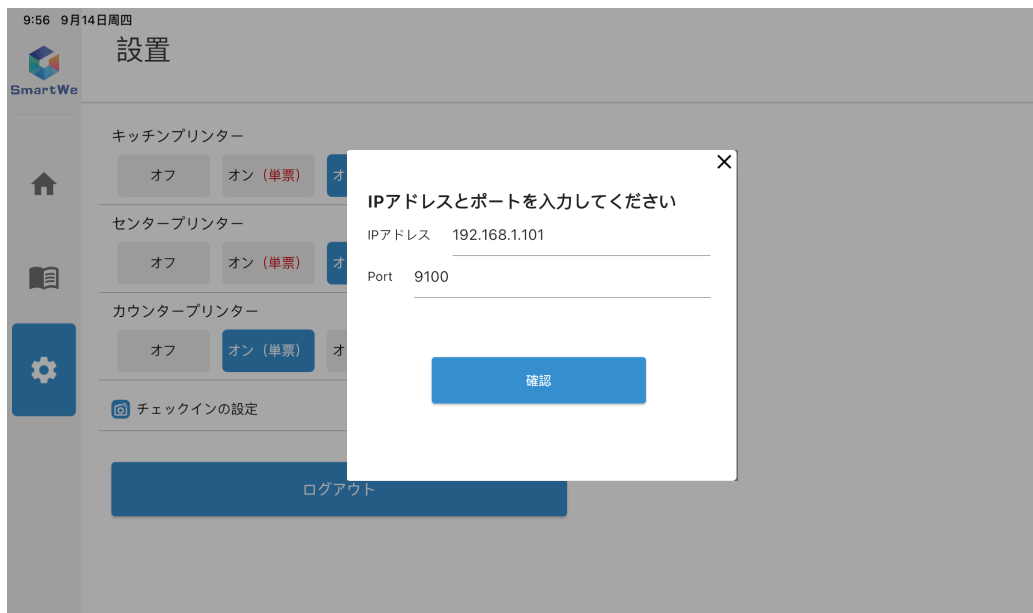 9:56 9月14日周四
SmartWe
設置
キッチンプリンター
オフ オン（単票） オ
センタープリンター
オフ オン（単票） オ
カウンタープリンター
オフ オン（単票） オ
チェックインの設定
ログアウト
IPアドレスとポートを入力してください
IPアドレス 192.168.1.101
Port 9100
確認